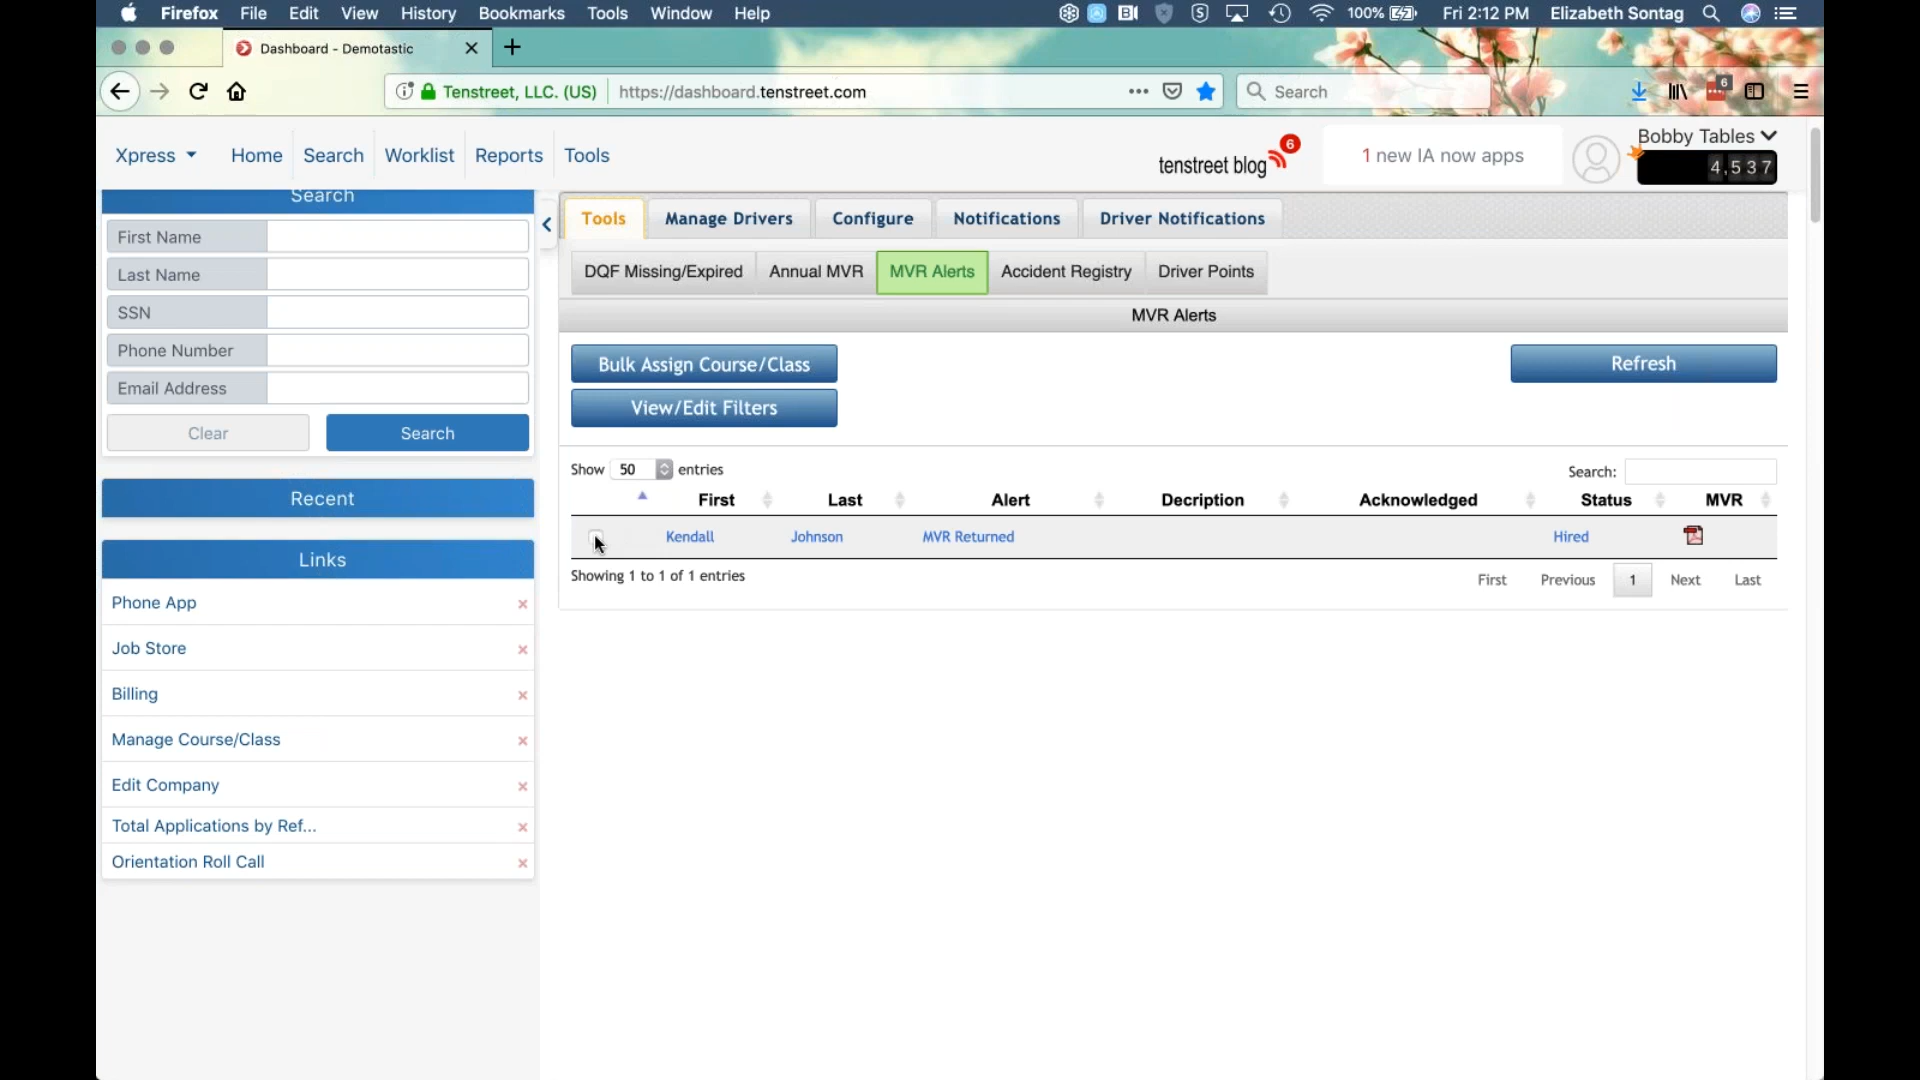 Firefox File Edit View History Bookmarks Tools Window Help 100% Fri 2:12 PM Elizabeth Sontag
Dashboard - Demotastic
Tenstreet, LLC. (US) https://dashboard.tenstreet.com Search 6
Xpress Home Search Worklist Reports Tools tenstreet blog 6 1 new IA now apps Bobby Tables
4,537
Search
First Name
Last Name
SSN
Phone Number
Email Address
Clear Search
Recent
Links
Phone App
Job Store
Billing
Manage Course/Class
Edit Company
Total Applications by Ref...
Orientation Roll Call
Tools Manage Drivers Configure Notifications Driver Notifications
DQF Missing/Expired Annual MVR MVR Alerts Accident Registry Driver Points
MVR Alerts
Bulk Assign Course/Class Refresh
View/Edit Filters
Show 50 entries Search:
First Last Alert Decription Acknowledged Status MVR
Kendall Johnson MVR Returned Hired
Showing 1 to 1 of 1 entries First Previous 1 Next Last